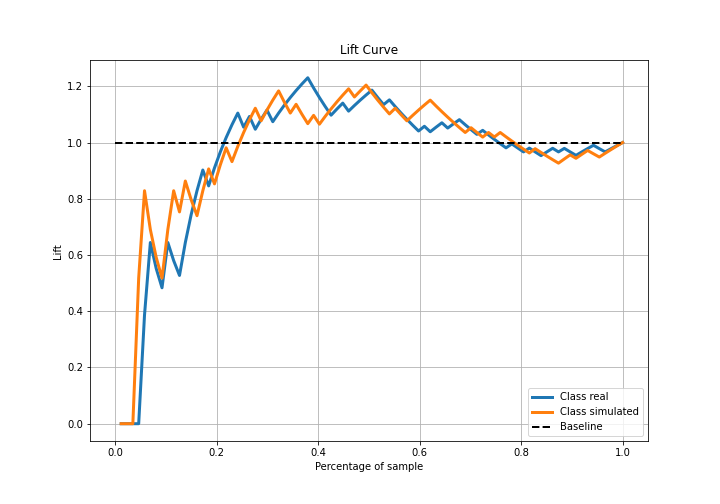 Lift Curve
Lift
1.2
1.0
0.8
0.6
0.4
0.2
0.0
0.0 0.2 0.4 0.6 0.8 1.0
Percentage of sample
Class real
Class simulated
Baseline